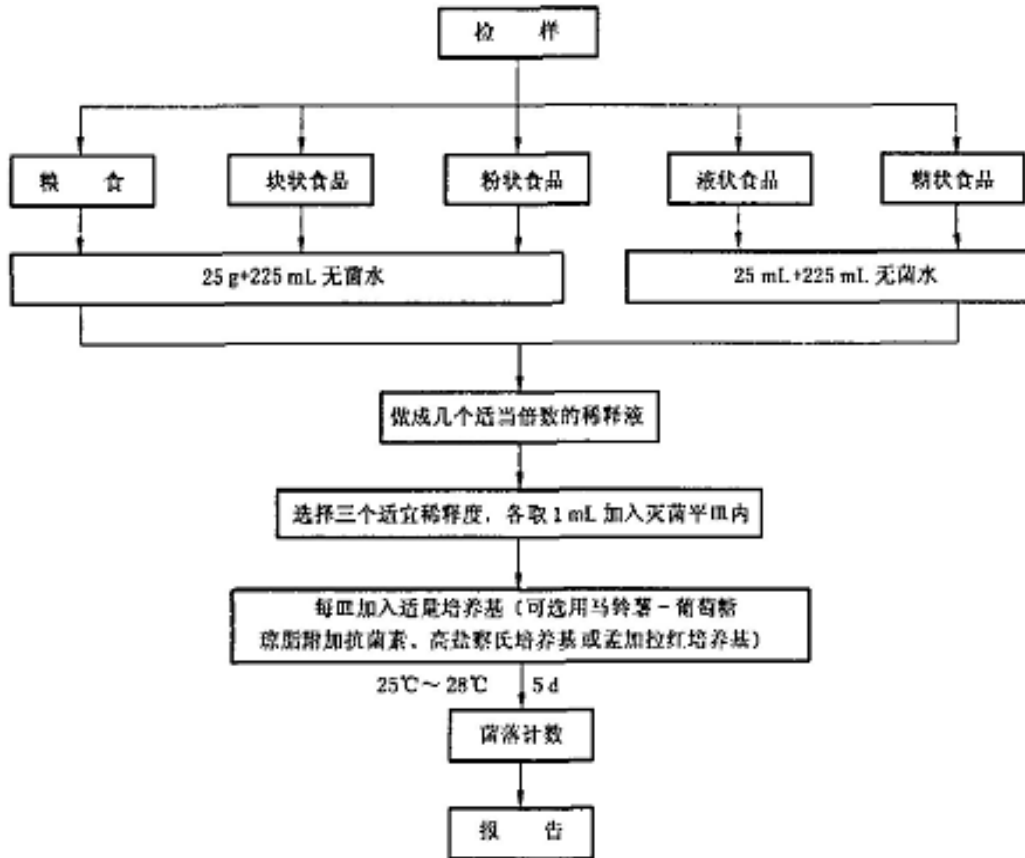 检 样
粮 食
块状食品
粉状食品
液状食品
糊状食品
25 g+225 mL 无菌水
25 mL+225 mL 无菌水
做成几个适当倍数的稀释液
选择三个适宜稀释度,各取 1 mL 加入灭菌平皿内
每皿加入适量培养基(可选用马铃薯-葡萄糖
琼脂附加抗菌素、高盐察氏培养基或孟加拉红培养基)
25℃~28℃ 5 d
菌落计数
报 告